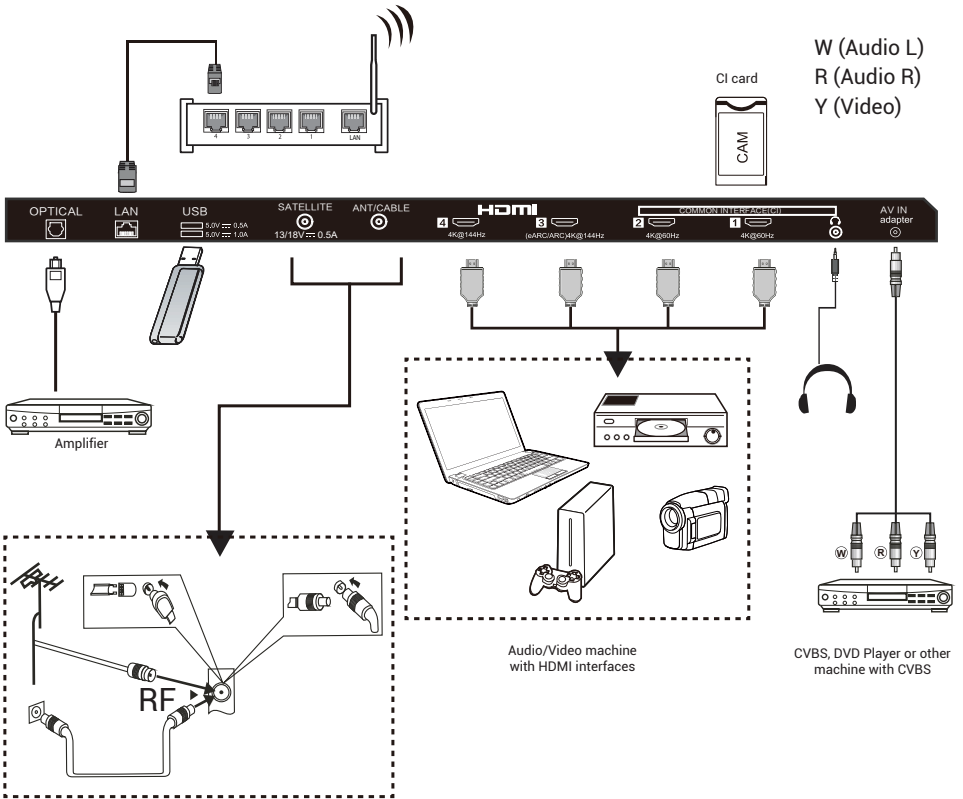 W (Audio L)
R (Audio R)
Y (Video)
CI card
CAM
4 3 2 1 LAN
OPTICAL
LAN
USB
5.0V 0.5A
5.0V 1.0A
SATELLITE
13/18V 0.5A
ANT/CABLE
HDMI
4
4K@144Hz
3
(eARC/ARC)4K@144Hz
COMMON INTERFACE(CI)
2
4K@60Hz
1
4K@60Hz
AV IN
adapter
Amplifier
W R Y
RF
Audio/Video machine
with HDMI interfaces
CVBS, DVD Player or other
machine with CVBS